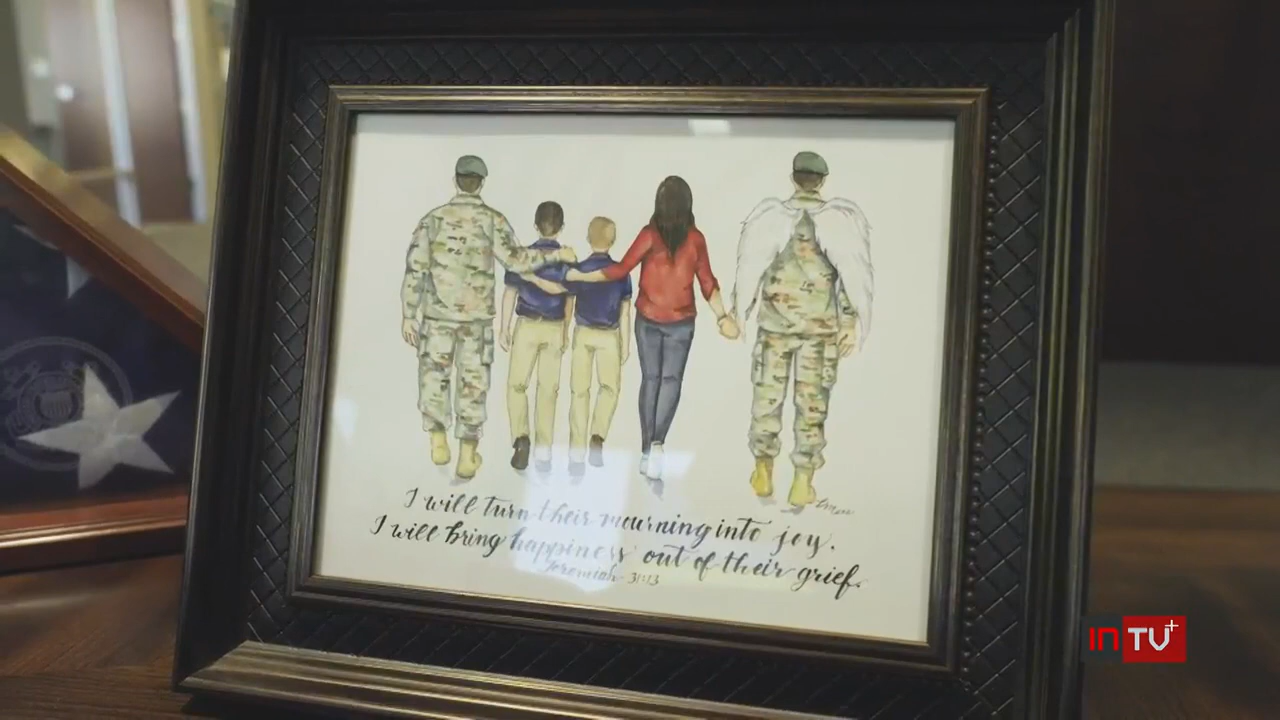 I will turn their mourning into joy.
I will bring happiness out of their grief.
Jeremiah 31:13
inTV+